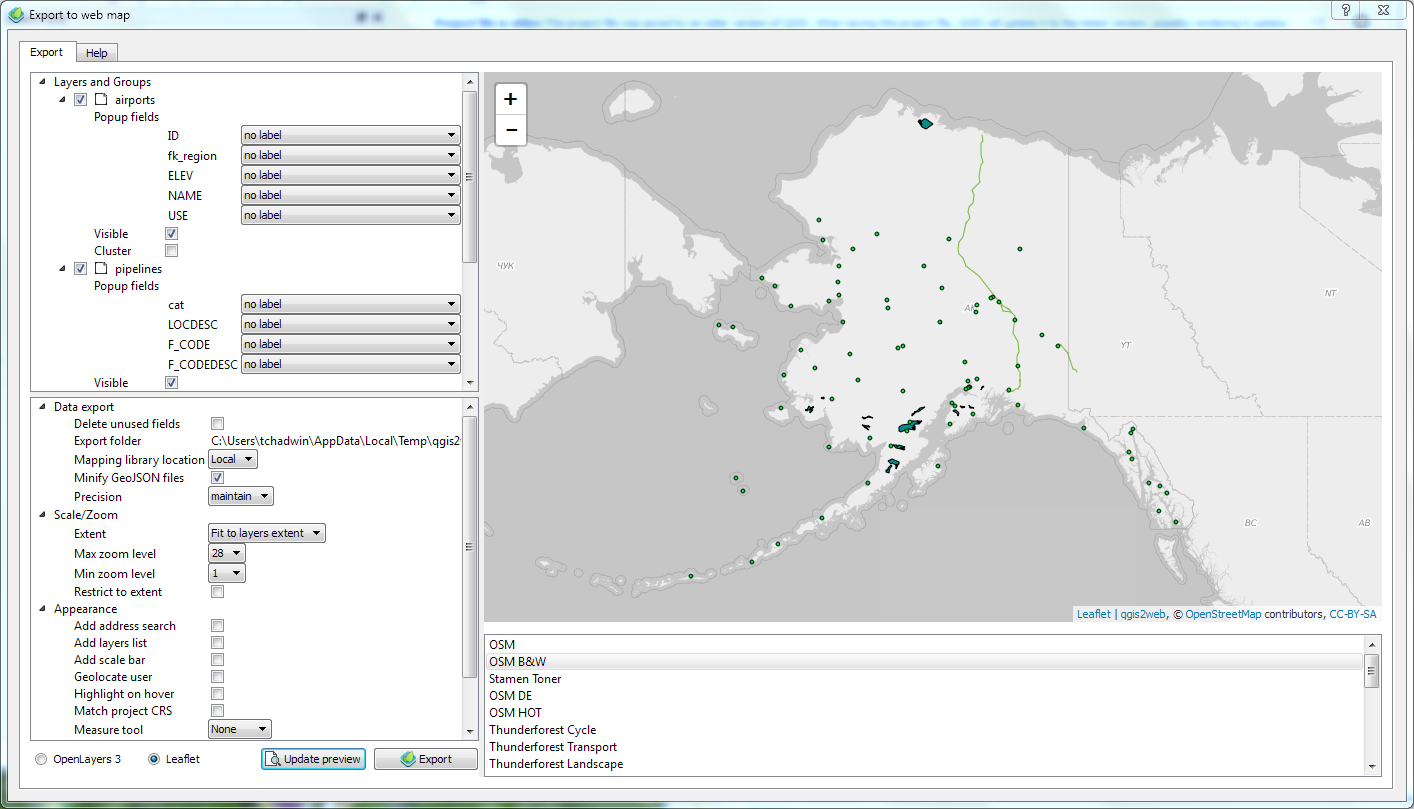 Export to web map
Export
Help
Layers and Groups
airports
Popup fields
ID no label
fk_region no label
ELEV no label
NAME no label
USE no label
Visible
Cluster
pipelines
Popup fields
cat no label
LOCDESC no label
F_CODE no label
F_CODEDESC no label
Visible
Data export
Delete unused fields
Export folder C:\Users\tchadwin\AppData\Local\Temp\qgis2
Mapping library location Local
Minify GeoJSON files
Precision maintain
Scale/Zoom
Extent Fit to layers extent
Max zoom level 28
Min zoom level 1
Restrict to extent
Appearance
Add address search
Add layers list
Add scale bar
Geolocate user
Highlight on hover
Match project CRS
Measure tool None
OpenLayers 3
Leaflet
Update preview
Export
+
−
ЧУК
NT
YT
BC
AB
Leaflet | qgis2web, © OpenStreetMap contributors, CC-BY-SA
OSM
OSM B&W
Stamen Toner
OSM DE
OSM HOT
Thunderforest Cycle
Thunderforest Transport
Thunderforest Landscape